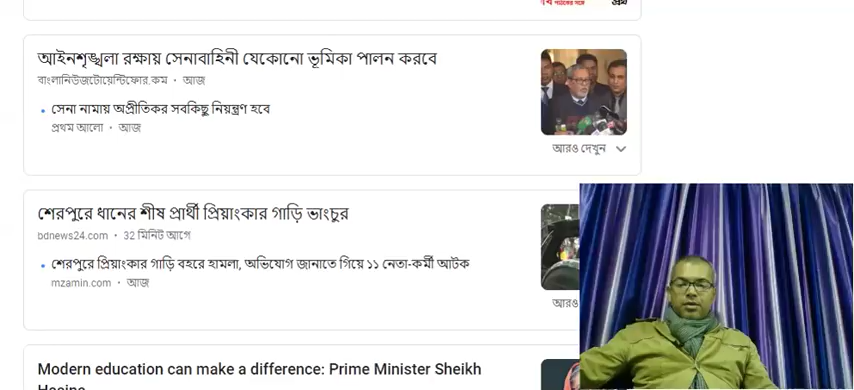 আইনশৃঙ্খলা রক্ষায় সেনাবাহিনী যেকোনো ভূমিকা পালন করবে
বাংলানিউজটোয়েন্টিফোর.কম • আজ
• সেনা নামায় অপ্রীতিকর সবকিছু নিয়ন্ত্রণ হবে
প্রথম আলো • আজ
আরও দেখুন
শেরপুরে ধানের শীষ প্রার্থী প্রিয়াংকার গাড়ি ভাংচুর
bdnews24.com • 32 মিনিট আগে
• শেরপুরে প্রিয়াংকার গাড়ি বহরে হামলা, অভিযোগ জানাতে গিয়ে ১১ নেতা-কর্মী আটক
mzamin.com • আজ
আরও
Modern education can make a difference: Prime Minister Sheikh